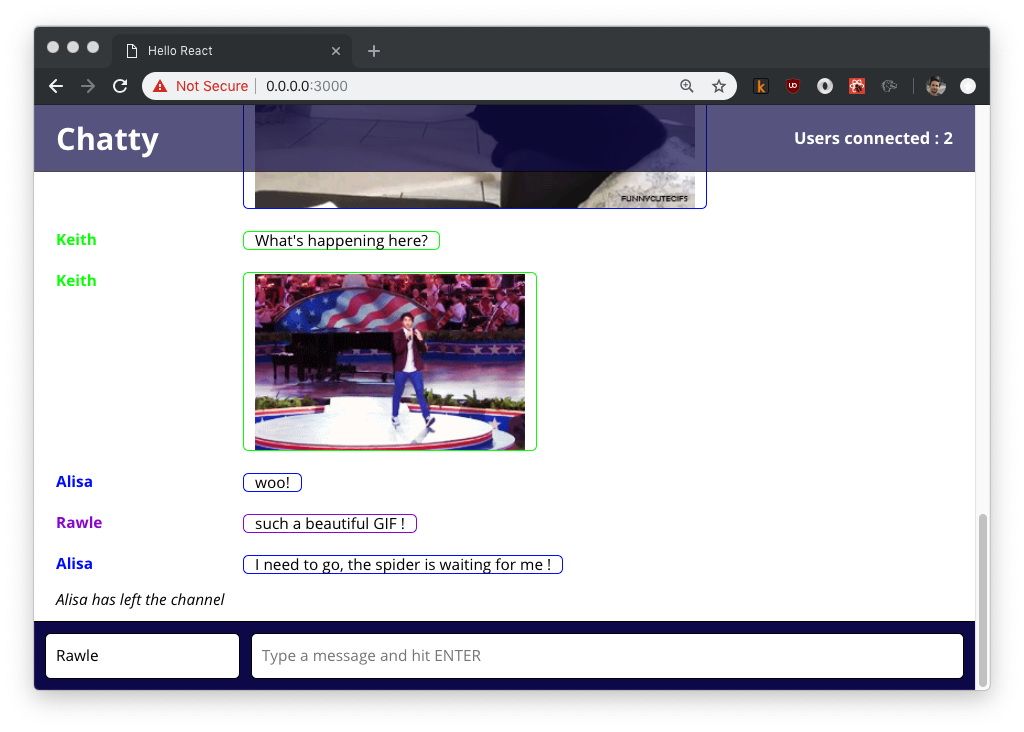 Hello React
Not Secure
0.0.0.0:3000
k
Chatty
Users connected : 2
FUNNYCUTEGIFS
Keith
What's happening here?
Keith
Alisa
woo!
Rawle
such a beautiful GIF !
Alisa
I need to go, the spider is waiting for me !
Alisa has left the channel
Rawle
Type a message and hit ENTER